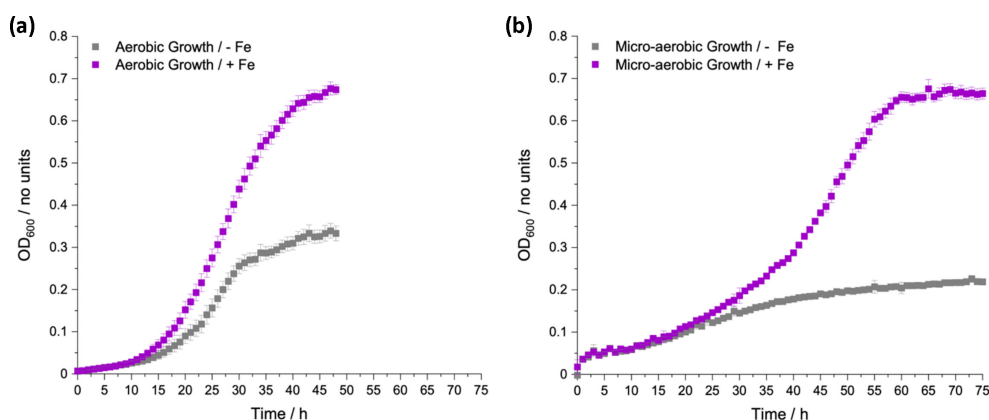 (a)
Aerobic Growth / - Fe
Aerobic Growth / + Fe
0.8
0.7
0.6
0.5
0.4
0.3
0.2
0.1
0
OD600 / no units
0 5 10 15 20 25 30 35 40 45 50 55 60 65 70 75
Time / h
(b)
Micro-aerobic Growth / - Fe
Micro-aerobic Growth / + Fe
0.8
0.7
0.6
0.5
0.4
0.3
0.2
0.1
0
OD600 / no units
0 5 10 15 20 25 30 35 40 45 50 55 60 65 70 75
Time / h